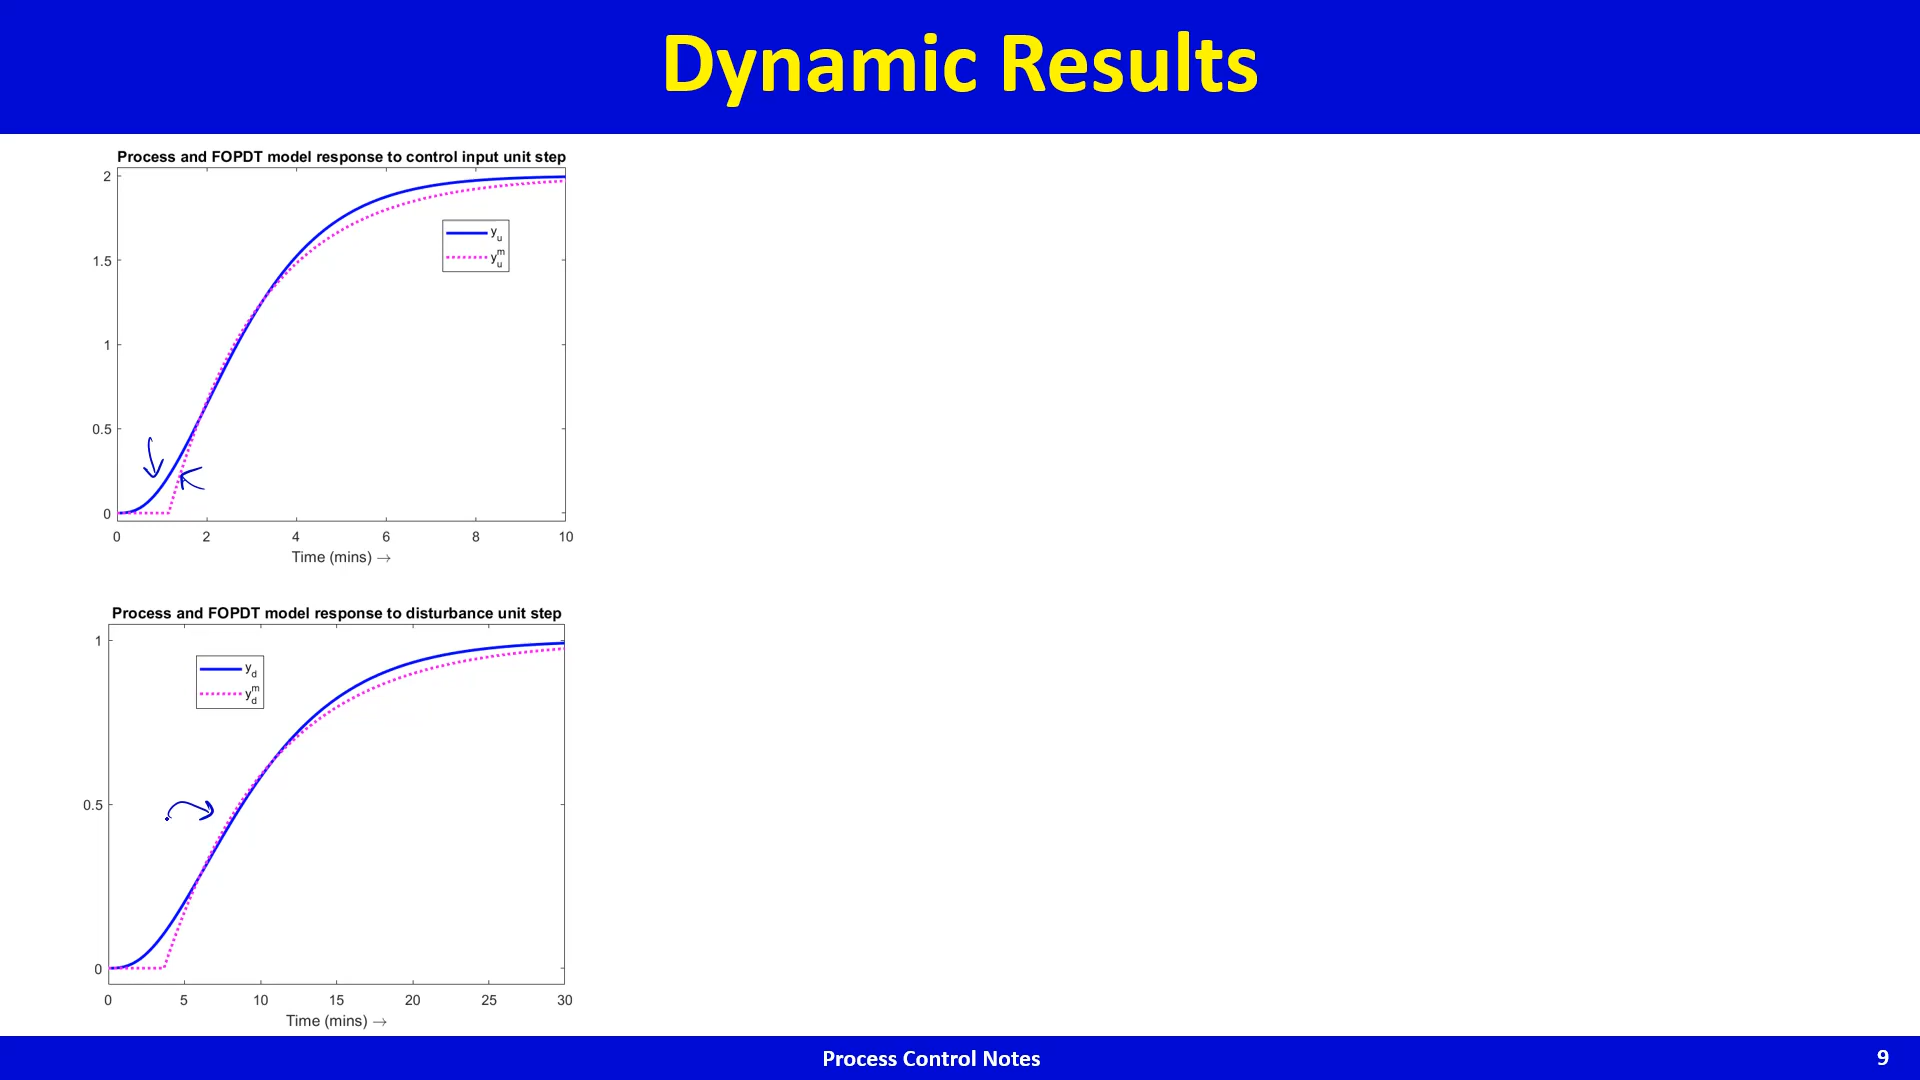 Dynamic Results
Process and FOPDT model response to control input unit step
2
1.5
1
0.5
0
y_u
y_u^m
0 2 4 6 8 10
Time (mins) →
Process and FOPDT model response to disturbance unit step
1
0.5
0
y_d
y_d^m
0 5 10 15 20 25 30
Time (mins) →
Process Control Notes 9